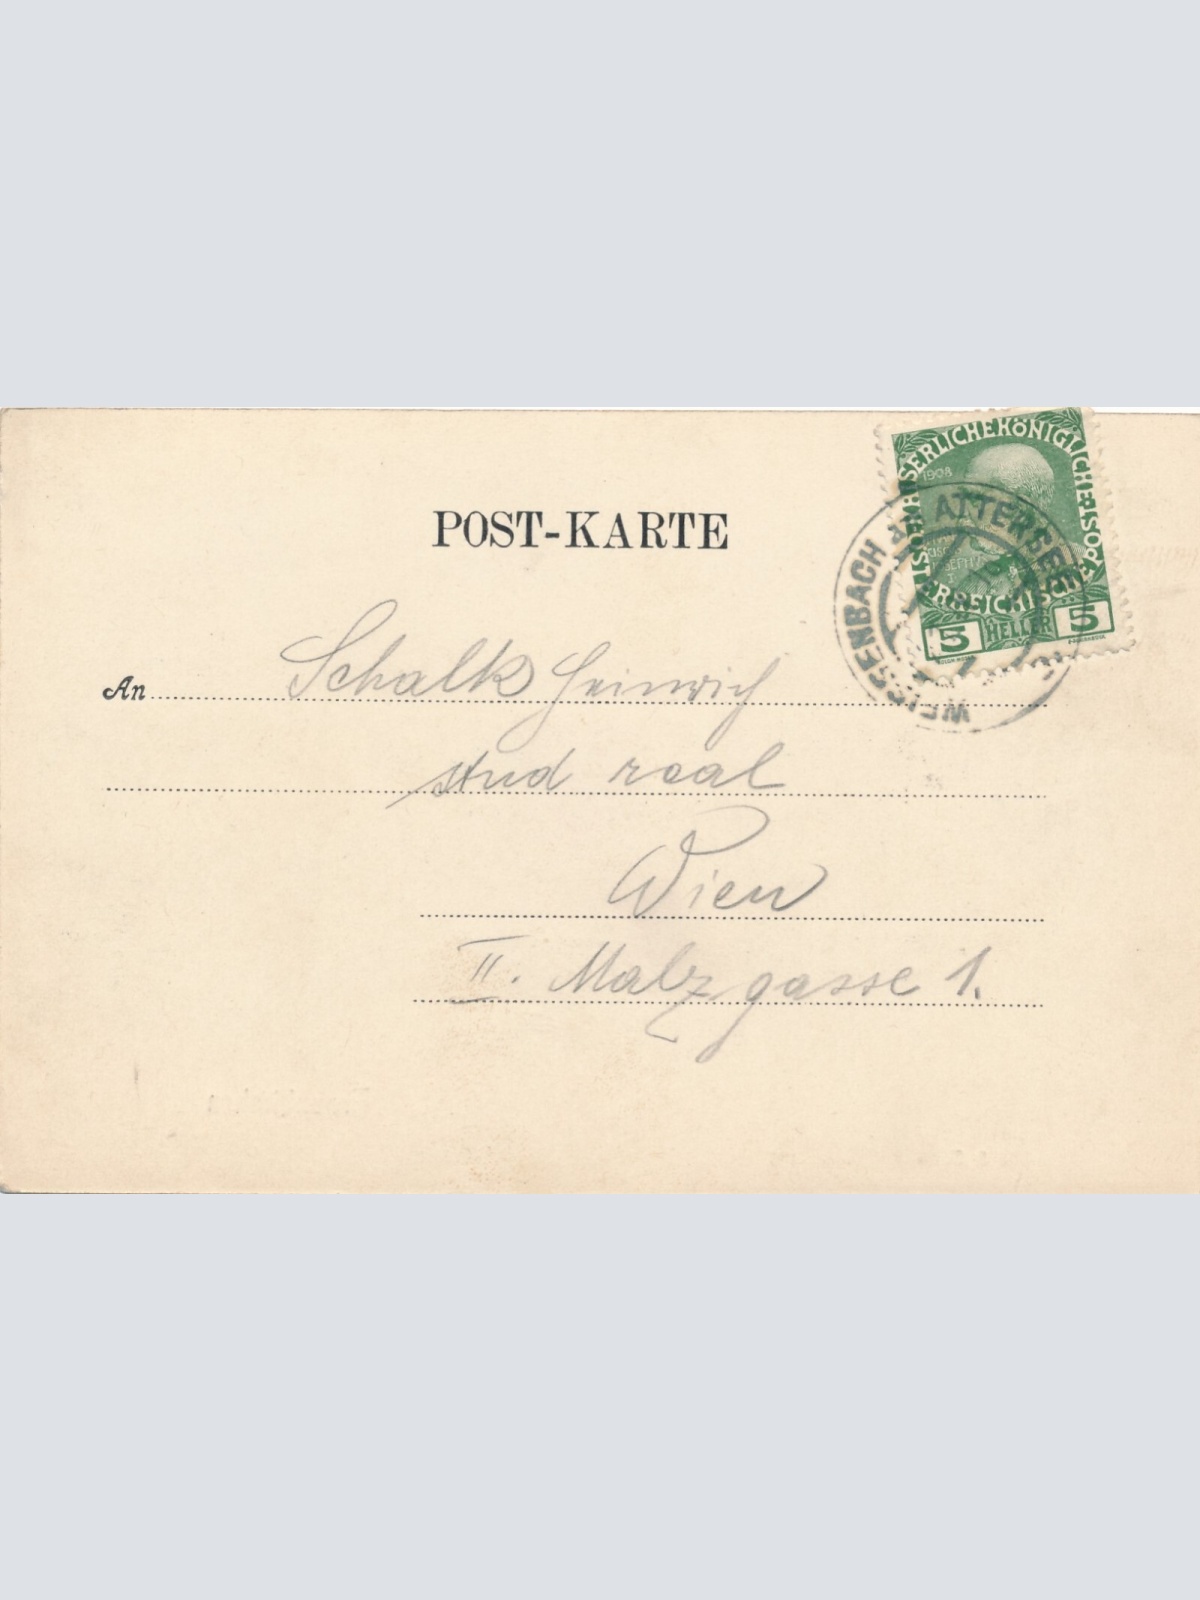 POST-KARTE
KAISERLICHE KÖNIGLICHE ÖSTERREICHISCHE POST
1908
5 HELLER 5
WEISSENBACH ATTERSEE
An Schalk Heinrich
stud real
Wien
II. Malzgasse 1.